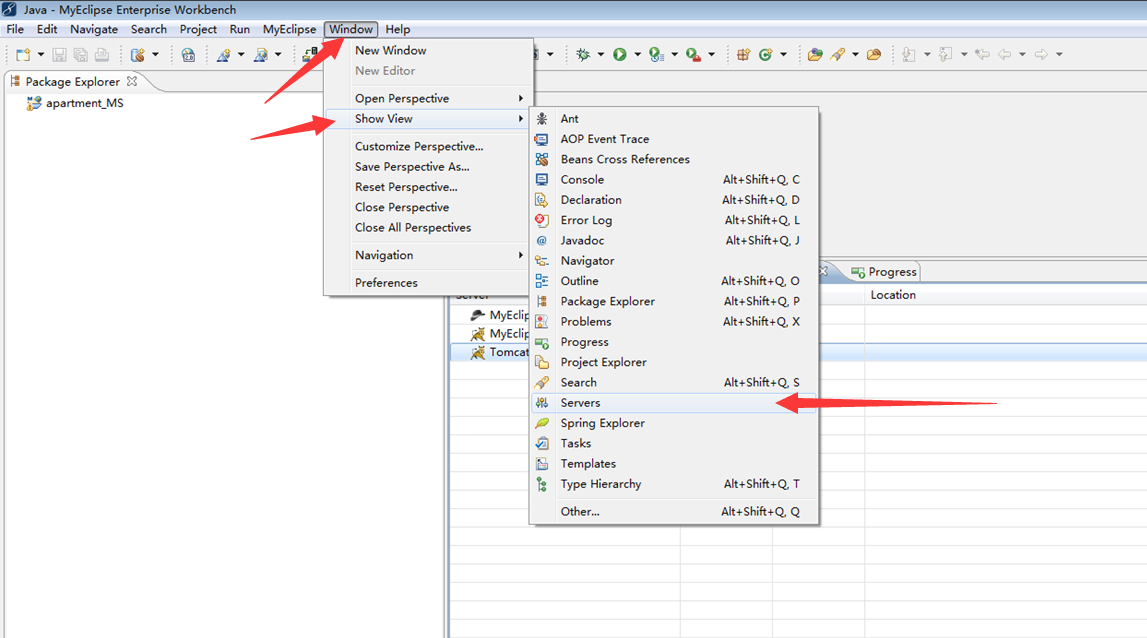 Java - MyEclipse Enterprise Workbench
File Edit Navigate Search Project Run MyEclipse Window Help
Package Explorer
apartment_MS
New Window
New Editor
Open Perspective
Show View
Customize Perspective...
Save Perspective As...
Reset Perspective...
Close Perspective
Close All Perspectives
Navigation
Preferences
Ant
AOP Event Trace
Beans Cross References
Console Alt+Shift+Q, C
Declaration Alt+Shift+Q, D
Error Log Alt+Shift+Q, L
Javadoc Alt+Shift+Q, J
Navigator
Outline Alt+Shift+Q, O
Package Explorer Alt+Shift+Q, P
Problems Alt+Shift+Q, X
Progress
Project Explorer
Search Alt+Shift+Q, S
Servers
Spring Explorer
Tasks
Templates
Type Hierarchy Alt+Shift+Q, T
Other... Alt+Shift+Q, Q
Progress
Location
MyEclip
MyEclip
Tomcat